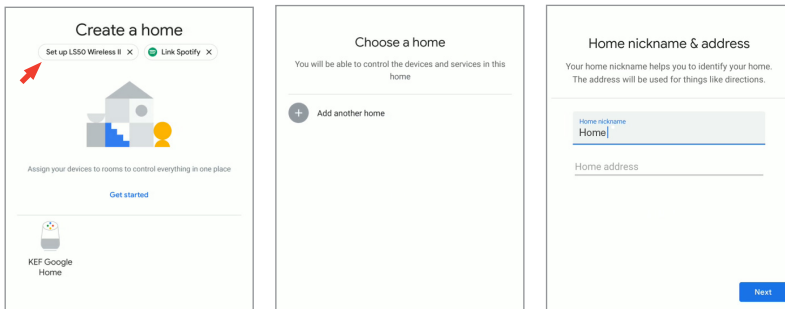 Create a home
Set up LS50 Wireless II ×
Link Spotify ×
Assign your devices to rooms to control everything in one place
Get started
KEF Google
Home
Choose a home
You will be able to control the devices and services in this
home
Add another home
Home nickname & address
Your home nickname helps you to identify your home.
The address will be used for things like directions.
Home nickname
Home
Home address
Next